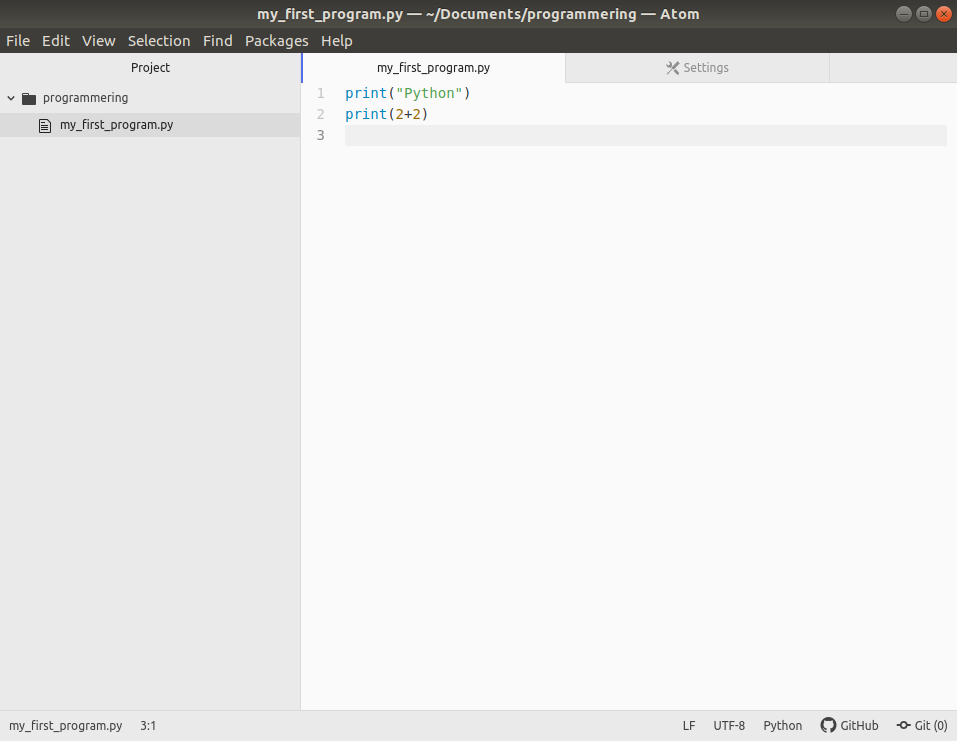 my_first_program.py — ~/Documents/programmering — Atom
File Edit View Selection Find Packages Help
Project
my_first_program.py
Settings
programmering
my_first_program.py
1 print("Python")
2 print(2+2)
3
my_first_program.py 3:1
LF UTF-8 Python GitHub Git (0)